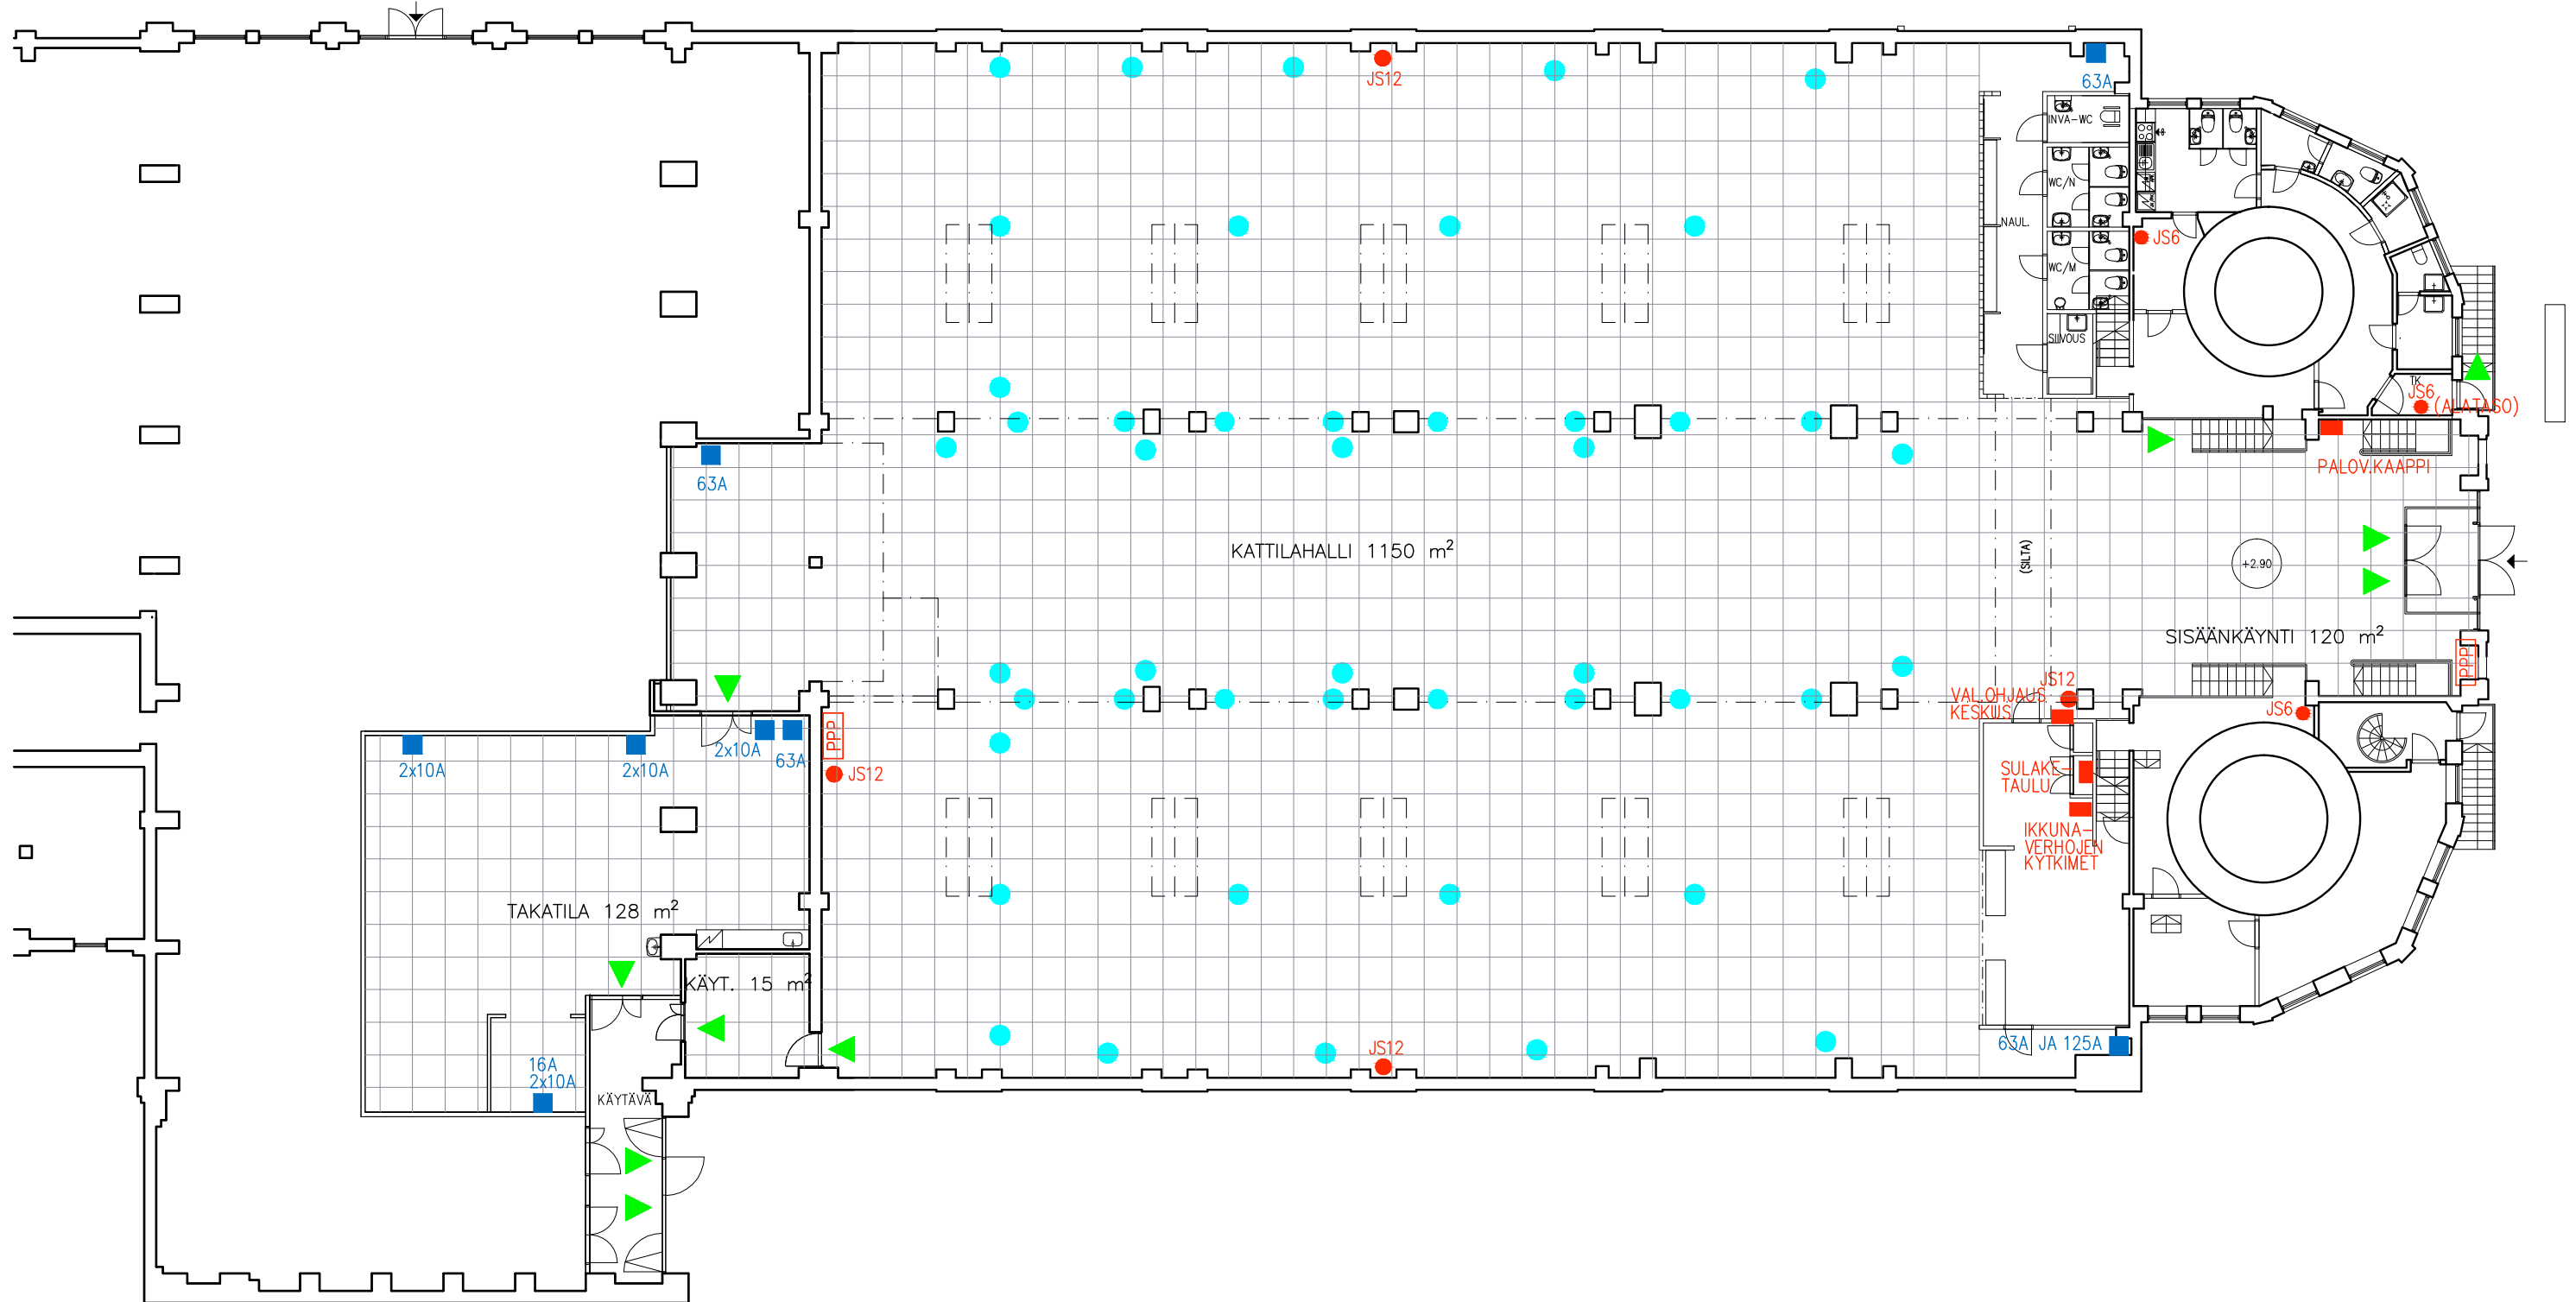 JS12
63A
INVA-WC
WC/N
NAUL.
JS6
WC/M
SIIVOUS
TK
JS6
(ALATASO)
PALOV.KAAPPI
63A
KATTILAHALLI 1150 m²
(SILTA)
+2.90
SISÄÄNKÄYNTI 120 m²
PPP
JS12
VALOHJAUS
KESKUS
JS6
PPP
2x10A
63A
2x10A
2x10A
JS12
SULAKE-
TAULU
IKKUNA-
VERHOJEN
KYTKIMET
TAKATILA 128 m²
KÄYT. 15 m²
JS12
63A JA 125A
16A
2x10A
KÄYTÄVÄ